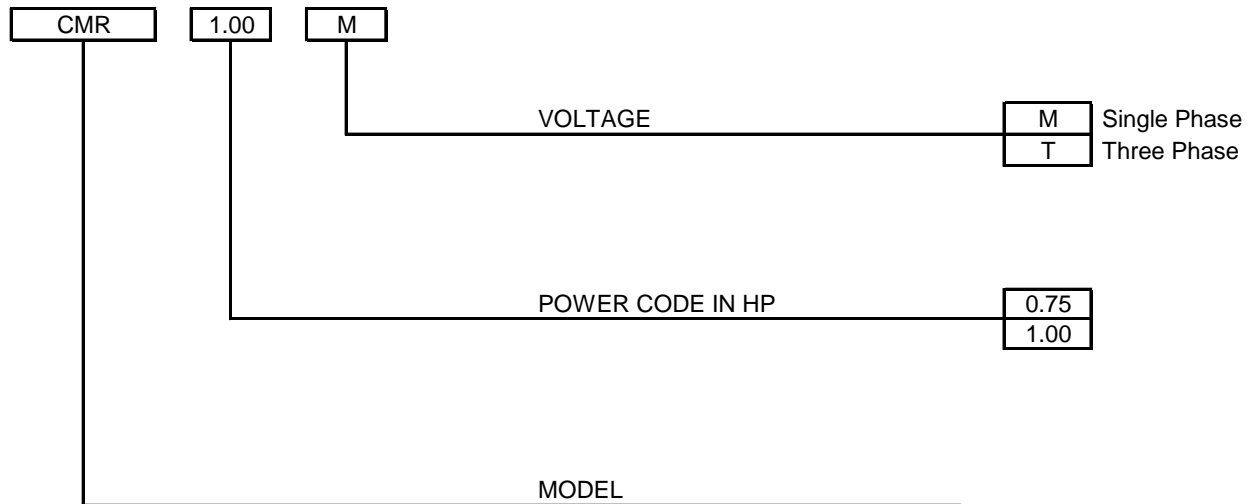 CMR 1.00 M
VOLTAGE M Single Phase
T Three Phase
POWER CODE IN HP 0.75
1.00
MODEL